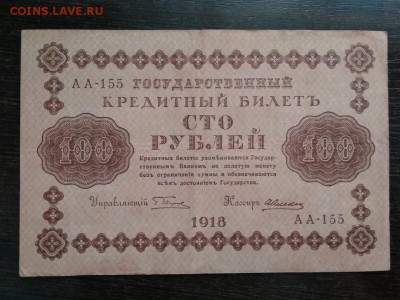 COINS.LAVE.RU
АА-155 ГОСУДАРСТВЕННЫЙ
КРЕДИТНЫЙ БИЛЕТЪ
СТО
РУБЛЕЙ
100 100
Кредитные билеты размѣниваются Государ-
ственнымъ Банкомъ на золотую монету
безъ ограниченія суммы и обезпечиваются
всѣмъ достояніемъ Государства.
Управляющій Кассиръ
1918
АА-155